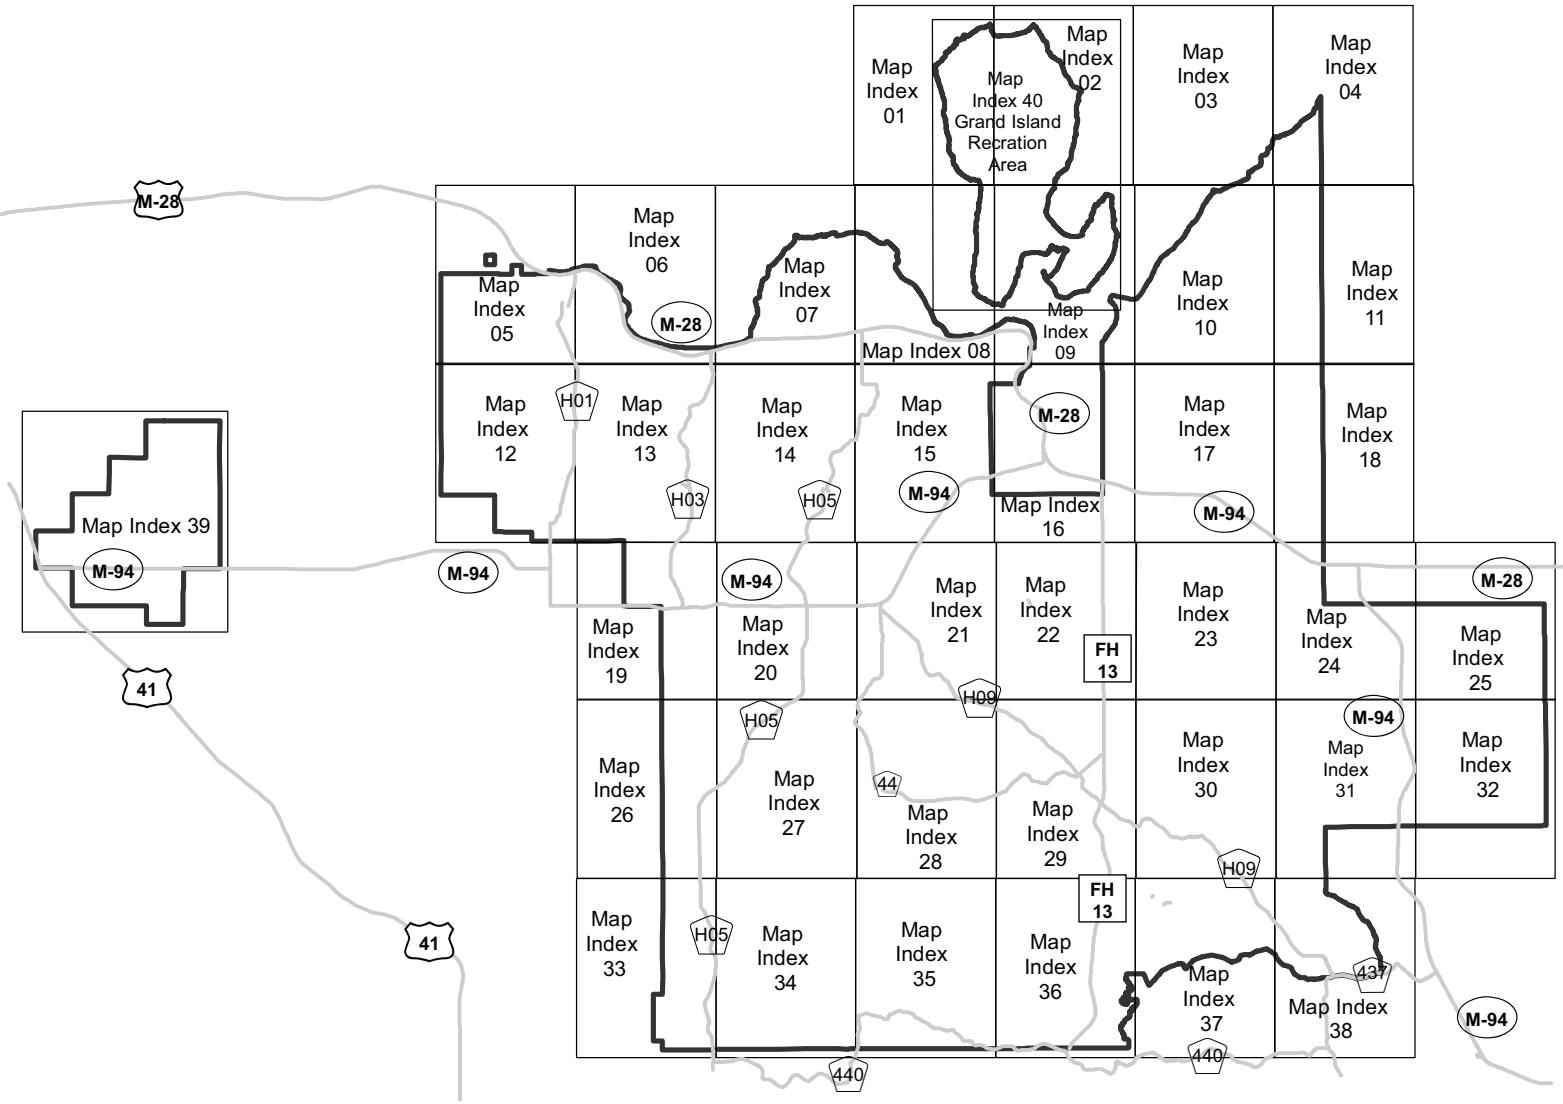 Map
Index
01
Map
Index
02
Map
Index 40
Grand Island
Recration
Area
Map
Index
03
Map
Index
04
M-28
Map
Index
05
Map
Index
06
M-28
Map
Index
07
Map Index 08
Map
Index
09
Map
Index
10
Map
Index
11
Map
Index
12
H01
Map
Index
13
H03
Map
Index
14
H05
Map
Index
15
M-94
M-28
Map Index
16
Map
Index
17
M-94
Map
Index
18
Map Index 39
M-94
M-94
M-94
M-28
Map
Index
19
Map
Index
20
Map
Index
21
Map
Index
22
FH
13
Map
Index
23
Map
Index
24
Map
Index
25
41
H05
H09
M-94
Map
Index
26
Map
Index
27
44
Map
Index
28
Map
Index
29
Map
Index
30
Map
Index
31
Map
Index
32
H09
FH
13
41
Map
Index
33
H05
Map
Index
34
Map
Index
35
Map
Index
36
Map
Index
37
437
Map Index
38
M-94
440
440